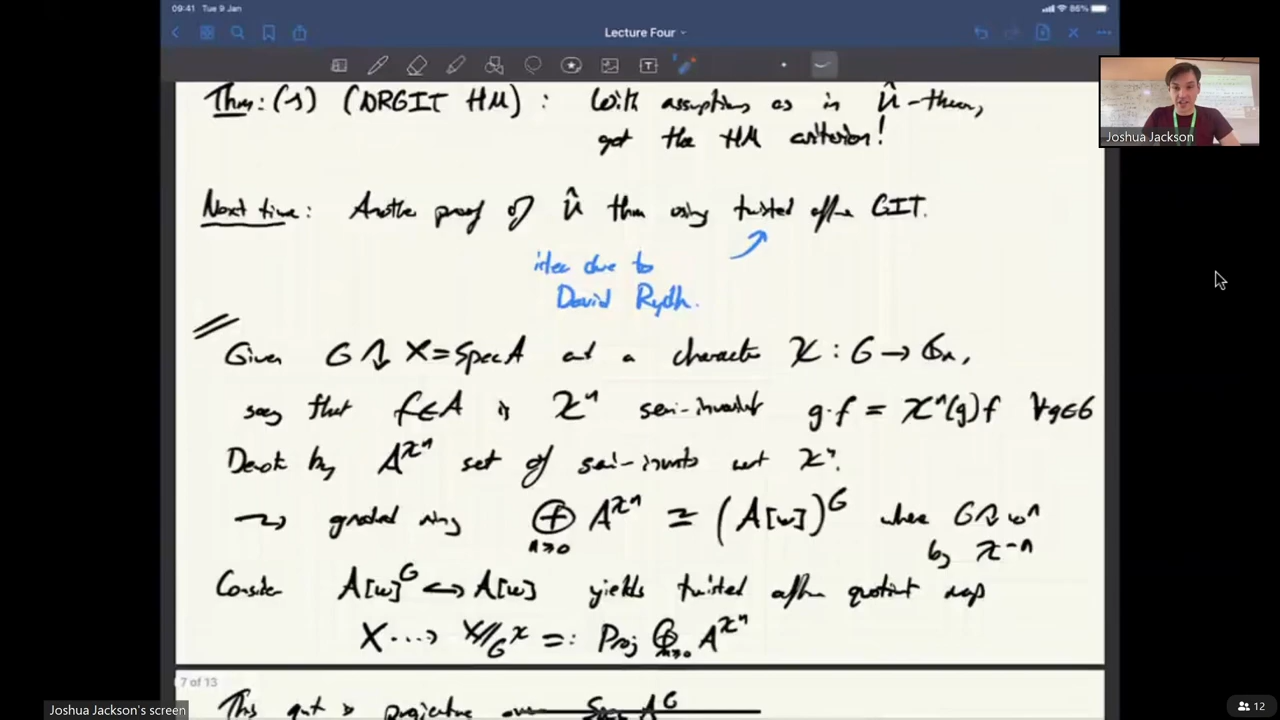 09:41 Tue 9 Jan
86%
Lecture Four
Joshua Jackson
Thm: (J) (DRGIT HM) : With assumptions as in Û-thm,
get the HM criterion!
Next time: Another proof of Û thm using twisted affine GIT.
idea due to
David Rydh.
Given G ↷ X = Spec A and a character χ : G → Gm,
say that f ∈ A is χⁿ semi-invariant g·f = χⁿ(g)f ∀g∈G
Denote by A^{χⁿ} set of semi-invts wrt χⁿ.
⇝ graded ring ⊕_{n≥0} A^{χⁿ} = (A[w])^G where G ↷ wⁿ
by χ⁻ⁿ
Consider A[w]^G ↪ A[w] yields twisted affine quotient map
X ⇢ X//_χ G =: Proj ⊕_{n≥0} A^{χⁿ}
7 of 13
This quot is projective over Spec A^G
Joshua Jackson's screen
12